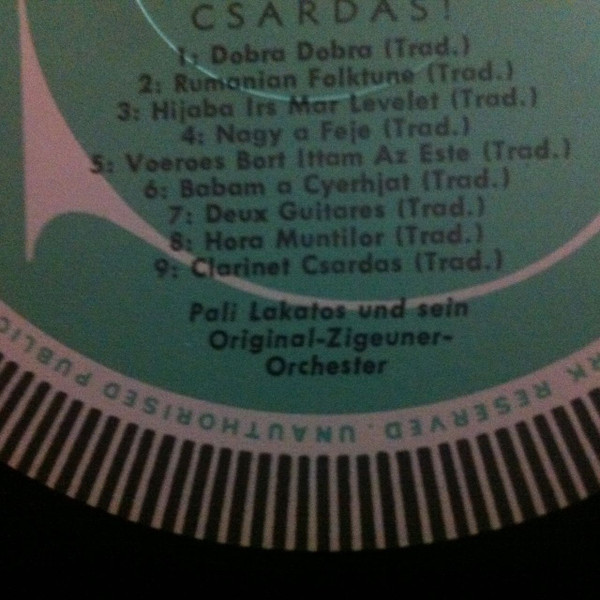 CSARDAS!
1: Dobra Dobra (Trad.)
2: Rumanian Folktune (Trad.)
3: Hijaba Irs Mar Levelet (Trad.)
4: Nagy a Feje (Trad.)
5: Voeroes Bort Ittam Az Este (Trad.)
6: Babam a Cyerhjat (Trad.)
7: Deux Guitares (Trad.)
8: Hora Muntilor (Trad.)
9: Clarinet Csardas (Trad.)
Pali Lakatos und sein
Original-Zigeuner-
Orchester
RK RESERVED. UNAUTHORISED PUBLIC